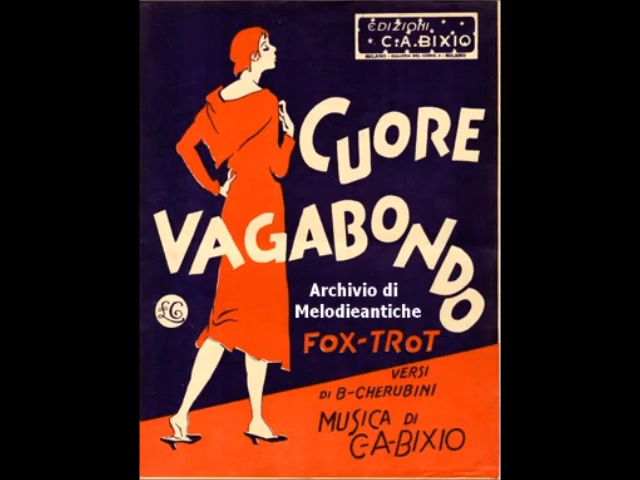 EDIZIONI
C.A.BIXIO
MILANO - GALLERIA DEL CORSO, 4 - MILANO
CUORE
VAGABONDO
Archivio di
Melodieantiche
FOX-TROT
VERSI
DI B-CHERUBINI
MUSICA DI
C-A-BIXIO